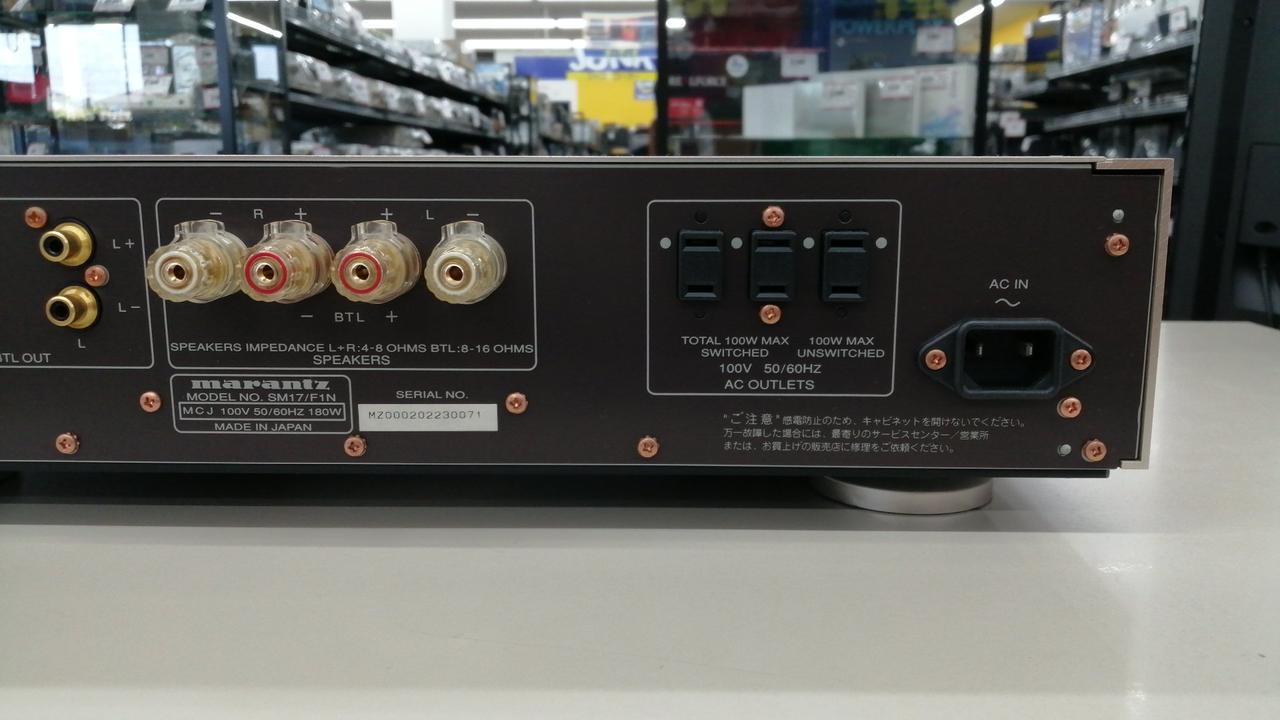 JUNK
POWERPL
L+
L-
L
BTL OUT
- R + + L -
- BTL +
SPEAKERS IMPEDANCE L+R:4-8 OHMS BTL:8-16 OHMS
SPEAKERS
marantz
MODEL NO. SM17/F1N
MCJ 100V 50/60HZ 180W
MADE IN JAPAN
SERIAL NO.
MZ000202230071
TOTAL 100W MAX
SWITCHED
100W MAX
UNSWITCHED
100V 50/60HZ
AC OUTLETS
AC IN
~
"ご注意"感電防止のため、キャビネットを開けないでください。
万一故障した場合には、最寄りのサービスセンター/営業所
または、お買上げの販売店に修理をご依頼ください。